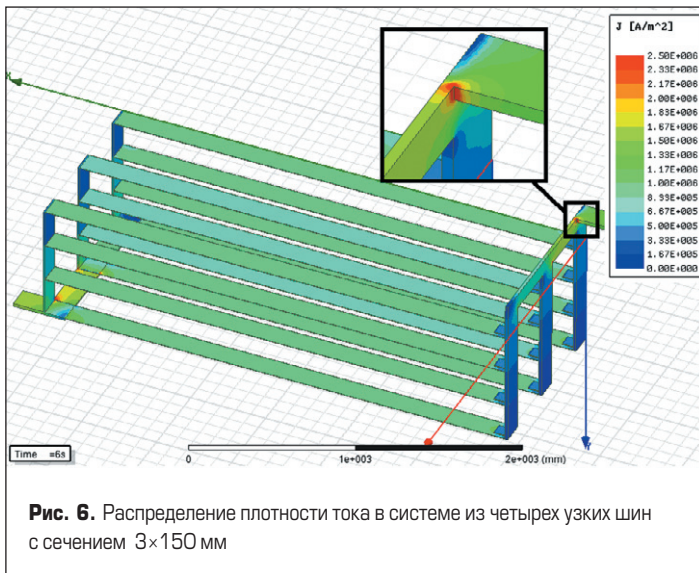 J [A/m^2]
2.50E+006
2.33E+006
2.17E+006
2.00E+006
1.83E+006
1.67E+006
1.50E+006
1.33E+006
1.17E+006
1.00E+006
8.33E+005
6.67E+005
5.00E+005
3.33E+005
1.67E+005
0.00E+000
Time =6s
0 1e+003 2e+003 (mm)
Рис. 6. Распределение плотности тока в системе из четырех узких шин
с сечением 3×150 мм